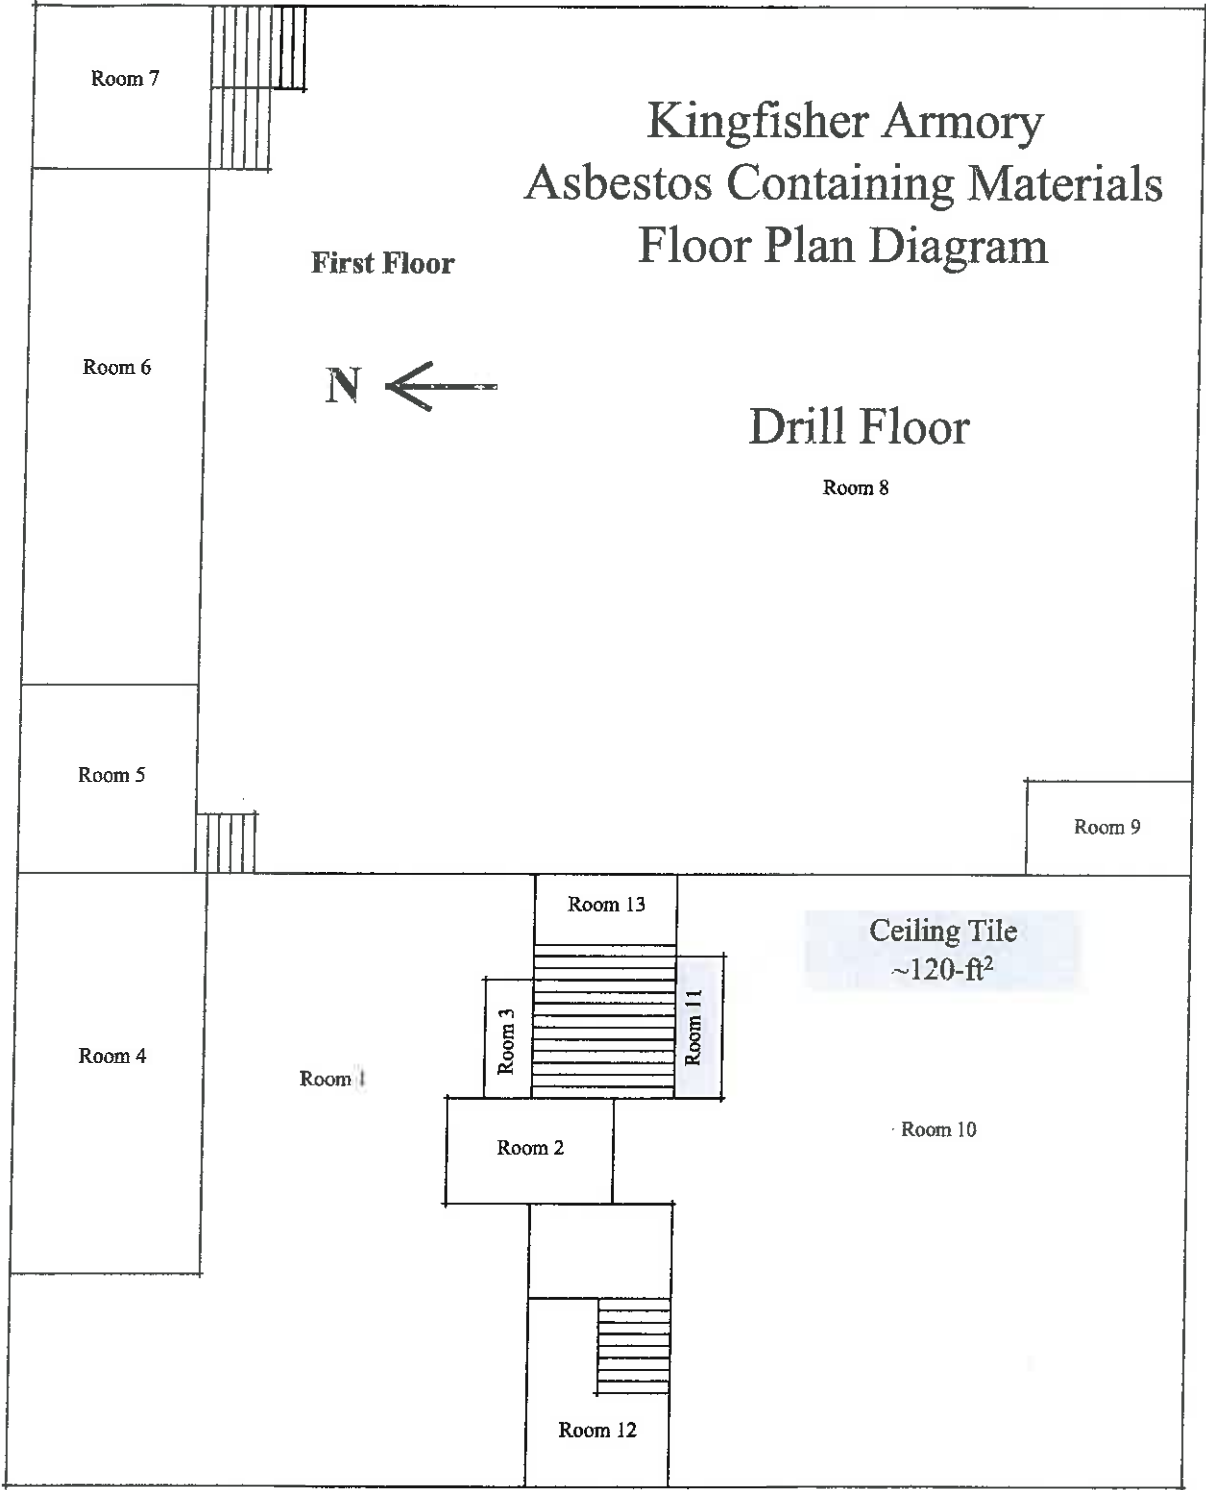 Room 7
Kingfisher Armory
Asbestos Containing Materials
Floor Plan Diagram
First Floor
Room 6
N
Drill Floor
Room 8
Room 5
Room 9
Room 13
Ceiling Tile
~120-ft²
Room 3
Room 11
Room 4
Room 1
Room 10
Room 2
Room 12